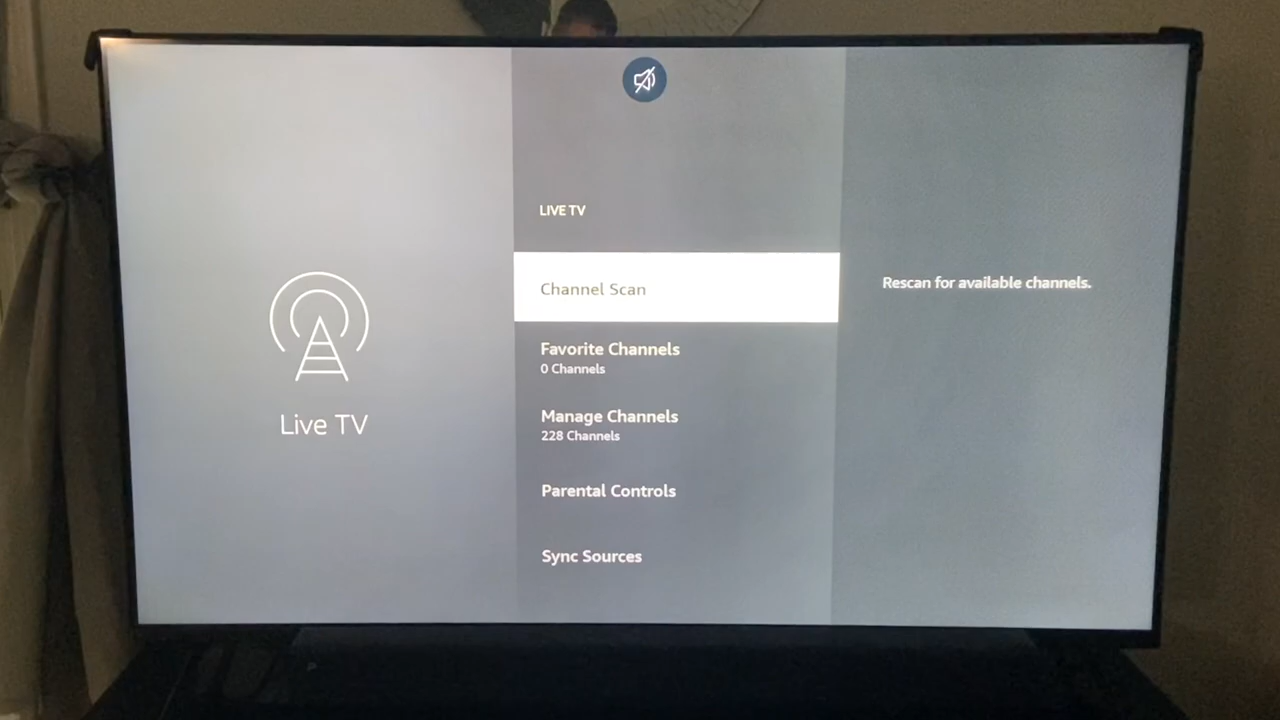 LIVE TV
Channel Scan
Rescan for available channels.
Favorite Channels
0 Channels
Manage Channels
228 Channels
Live TV
Parental Controls
Sync Sources